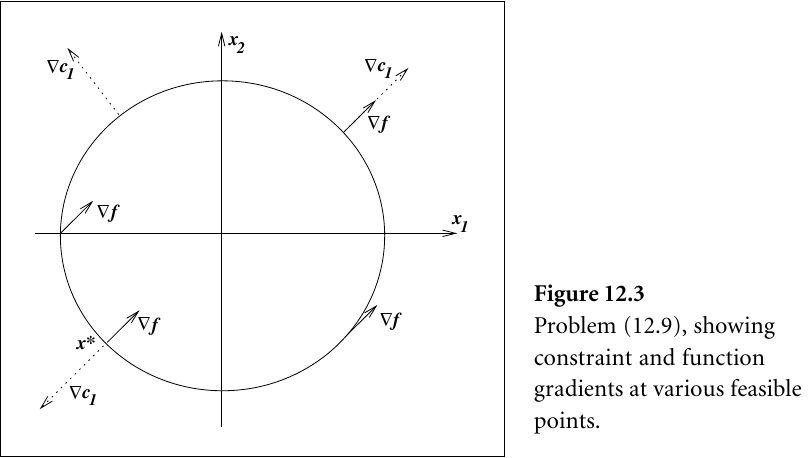 x2
∇c1
∇c1
∇f
∇f
x1
∇f
∇f
x*
∇c1
Figure 12.3
Problem (12.9), showing
constraint and function
gradients at various feasible
points.